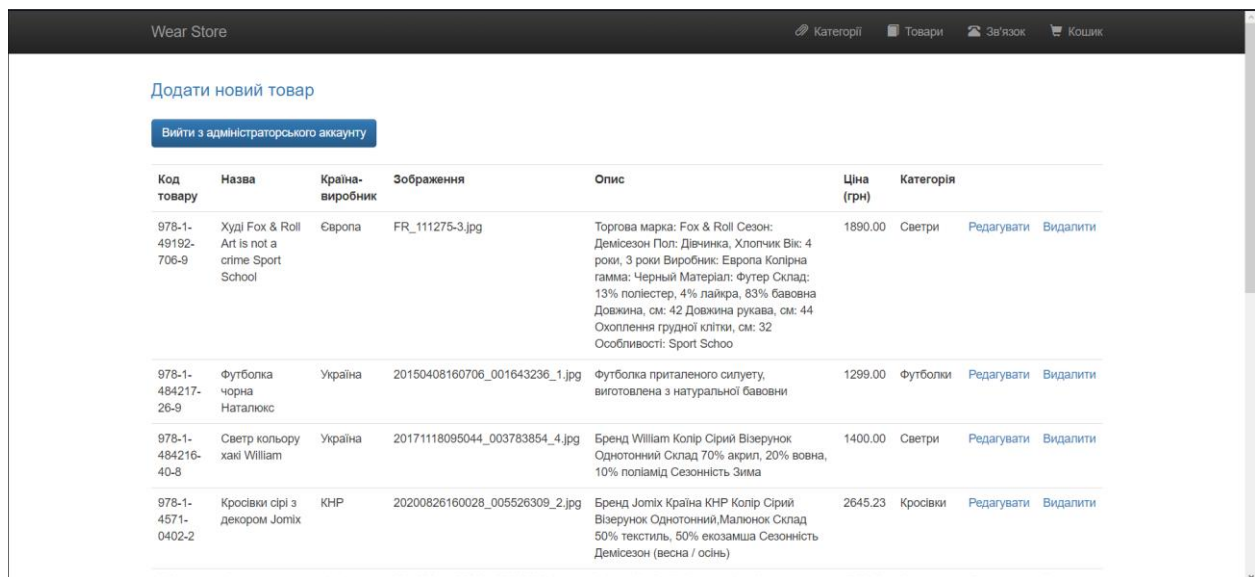 Wear Store
Категорії
Товари
Зв'язок
Кошик
Додати новий товар
Вийти з адміністраторського аккаунту
Код товару
Назва
Країна-виробник
Зображення
Опис
Ціна (грн)
Категорія
978-1-
49192-
706-9
Худі Fox & Roll
Art is not a
crime Sport
School
Європа
FR_111275-3.jpg
Торгова марка: Fox & Roll Сезон:
Демісезон Пол: Дівчинка, Хлопчик Вік: 4
роки, 3 роки Виробник: Европа Колірна
гамма: Черный Матеріал: Футер Склад:
13% поліестер, 4% лайкра, 83% бавовна
Довжина, см: 42 Довжина рукава, см: 44
Охоплення грудної клітки, см: 32
Особливості: Sport Schoo
1890.00
Светри
Редагувати
Видалити
978-1-
484217-
26-9
Футболка
чорна
Наталюкс
Україна
20150408160706_001643236_1.jpg
Футболка приталеного силуету,
виготовлена з натуральної бавовни
1299.00
Футболки
Редагувати
Видалити
978-1-
484216-
40-8
Светр кольору
хакі William
Україна
20171118095044_003783854_4.jpg
Бренд William Колір Сірий Візерунок
Однотонний Склад 70% акрил, 20% вовна,
10% поліамід Сезонність Зима
1400.00
Светри
Редагувати
Видалити
978-1-
4571-
0402-2
Кросівки сірі з
декором Jomix
КНР
20200826160028_005526309_2.jpg
Бренд Jomix Країна КНР Колір Сірий
Візерунок Однотонний,Малюнок Склад
50% текстиль, 50% екозамша Сезонність
Демісезон (весна / осінь)
2645.23
Кросівки
Редагувати
Видалити